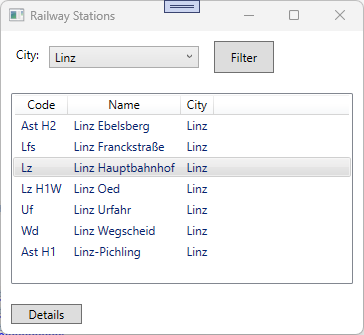 Railway Stations
City: Linz Filter
Code Name City
Ast H2 Linz Ebelsberg Linz
Lfs Linz Franckstraße Linz
Lz Linz Hauptbahnhof Linz
Lz H1W Linz Oed Linz
Uf Linz Urfahr Linz
Wd Linz Wegscheid Linz
Ast H1 Linz-Pichling Linz
Details